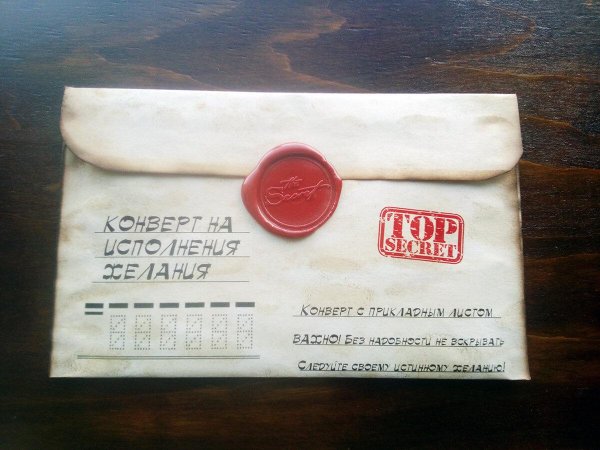 The
Secret
TOP
SECRET
КОНВЕРТ НА
ИСПОЛНЕНИЯ
ЖЕЛАНИЯ
Конверт с прикладным листом
ВАЖНО! Без надобности не вскрывать
Следуйте своему истинному желанию!